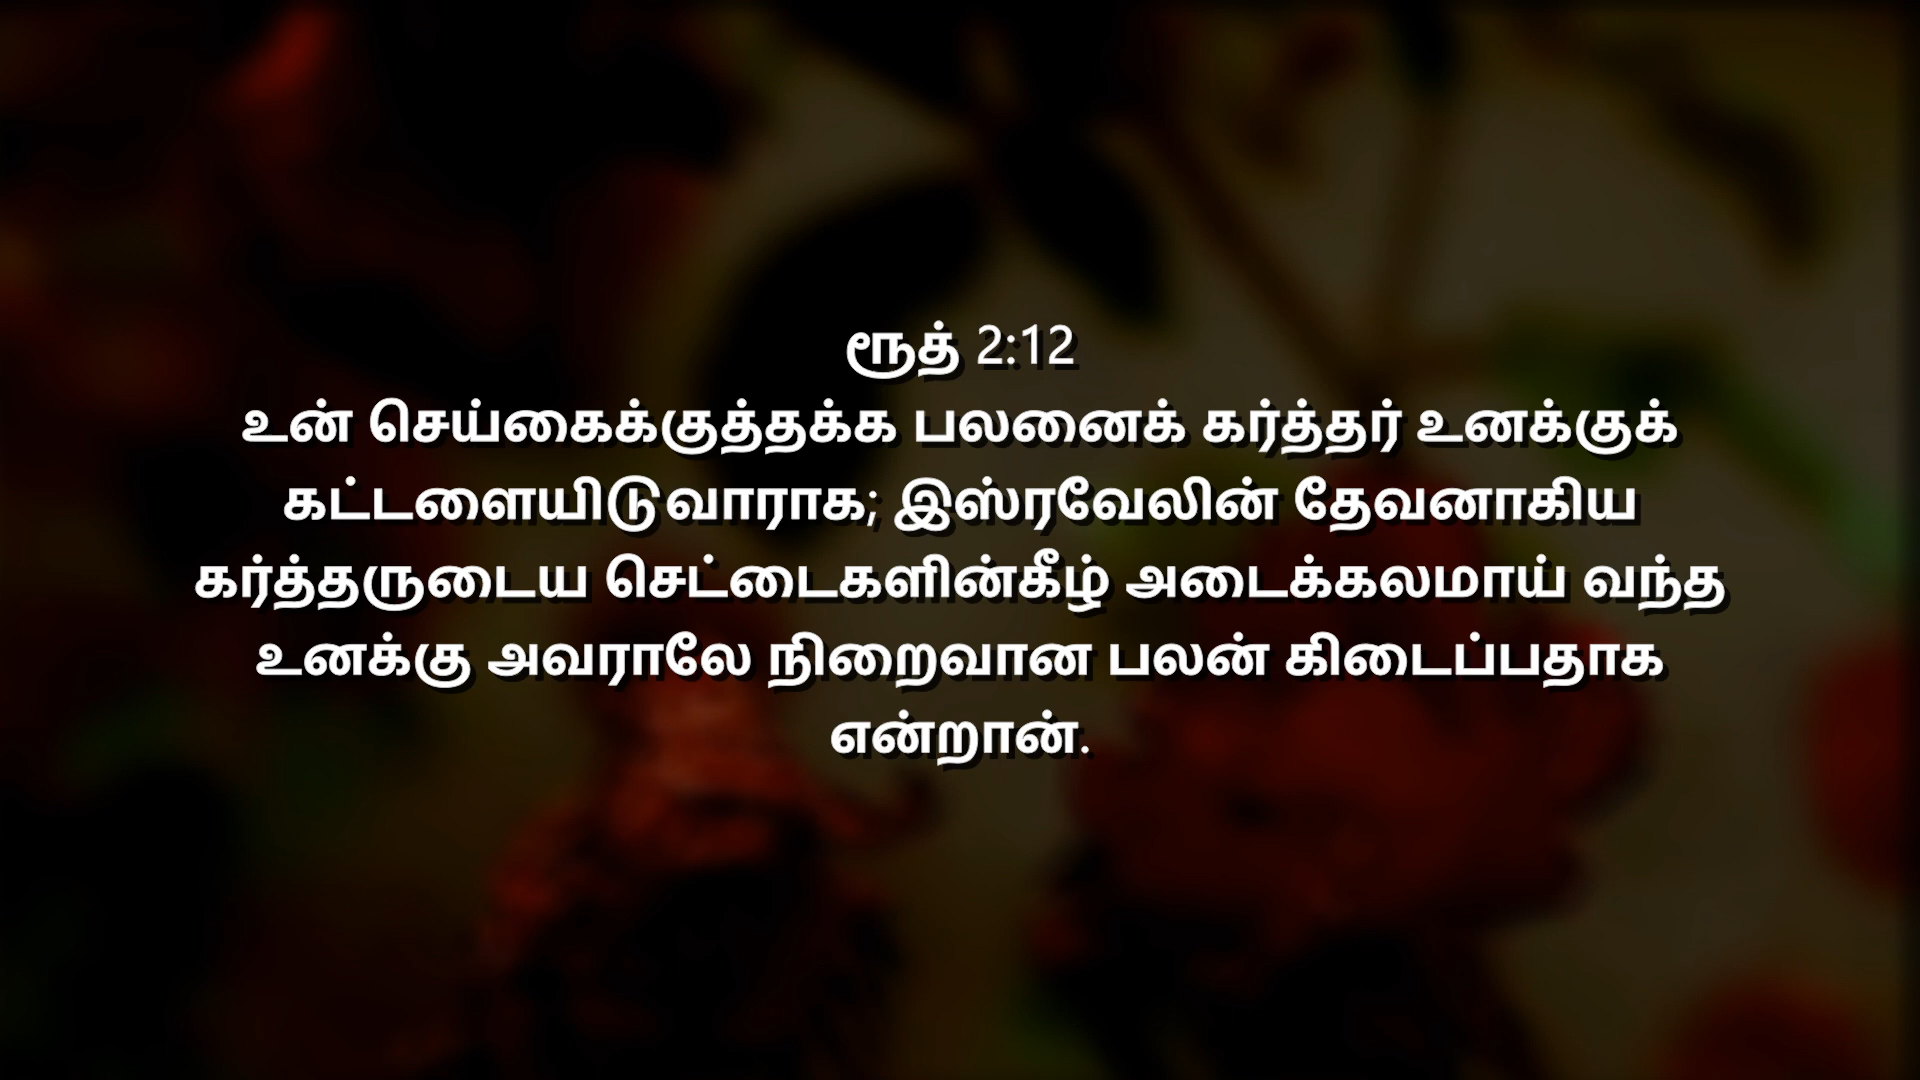 ரூத் 2:12
உன் செய்கைக்குத்தக்க பலனைக் கர்த்தர் உனக்குக்
கட்டளையிடுவாராக; இஸ்ரவேலின் தேவனாகிய
கர்த்தருடைய செட்டைகளின்கீழ் அடைக்கலமாய் வந்த
உனக்கு அவராலே நிறைவான பலன் கிடைப்பதாக
என்றான்.